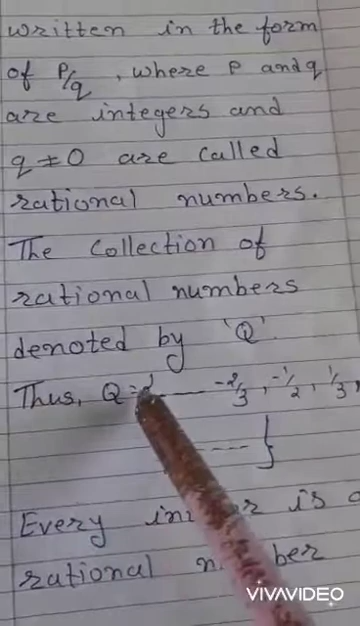 written in the form
of P/q, where P and q
are integers and
q ≠ 0 are called
rational numbers.
The Collection of
rational numbers
denoted by 'Q'.
Thus, Q = { ---- -2/3, -1/2, 1/3,
---- }
Every is a
rational
VIVAVIDEO